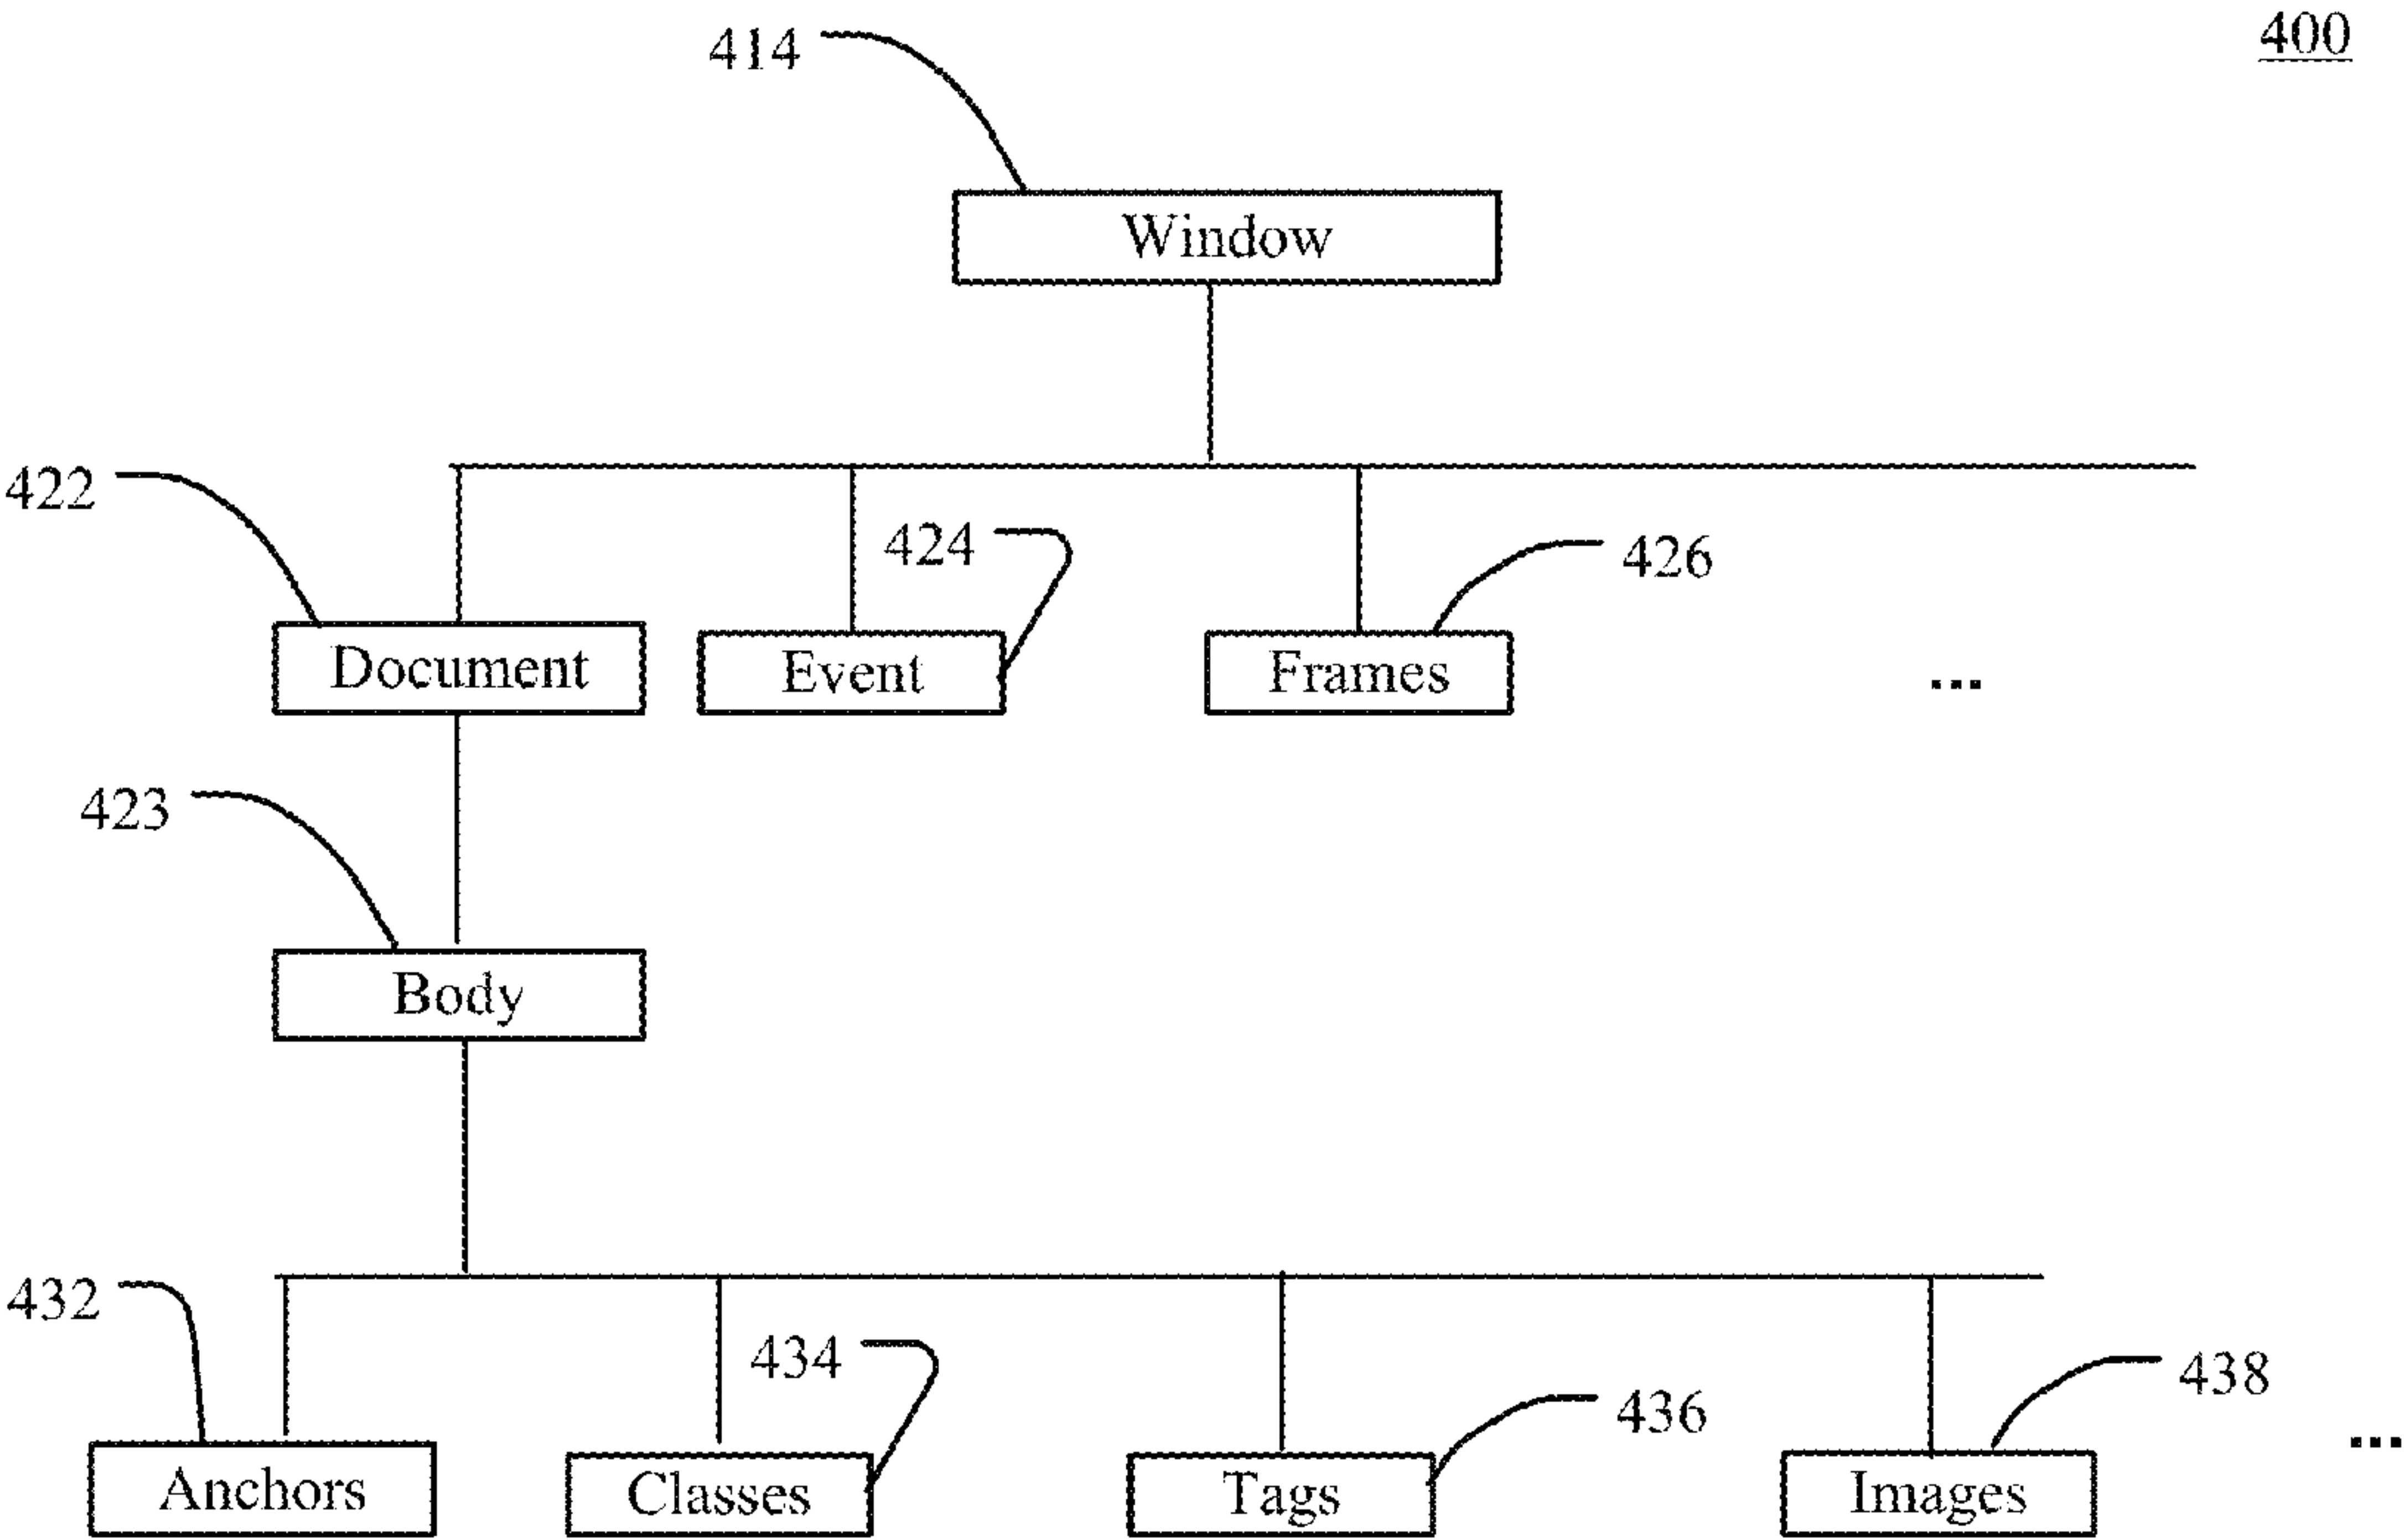 400
414
Window
422
424
426
Document
Event
Frames
...
423
Body
432
434
436
438
Anchors
Classes
Tags
Images
...